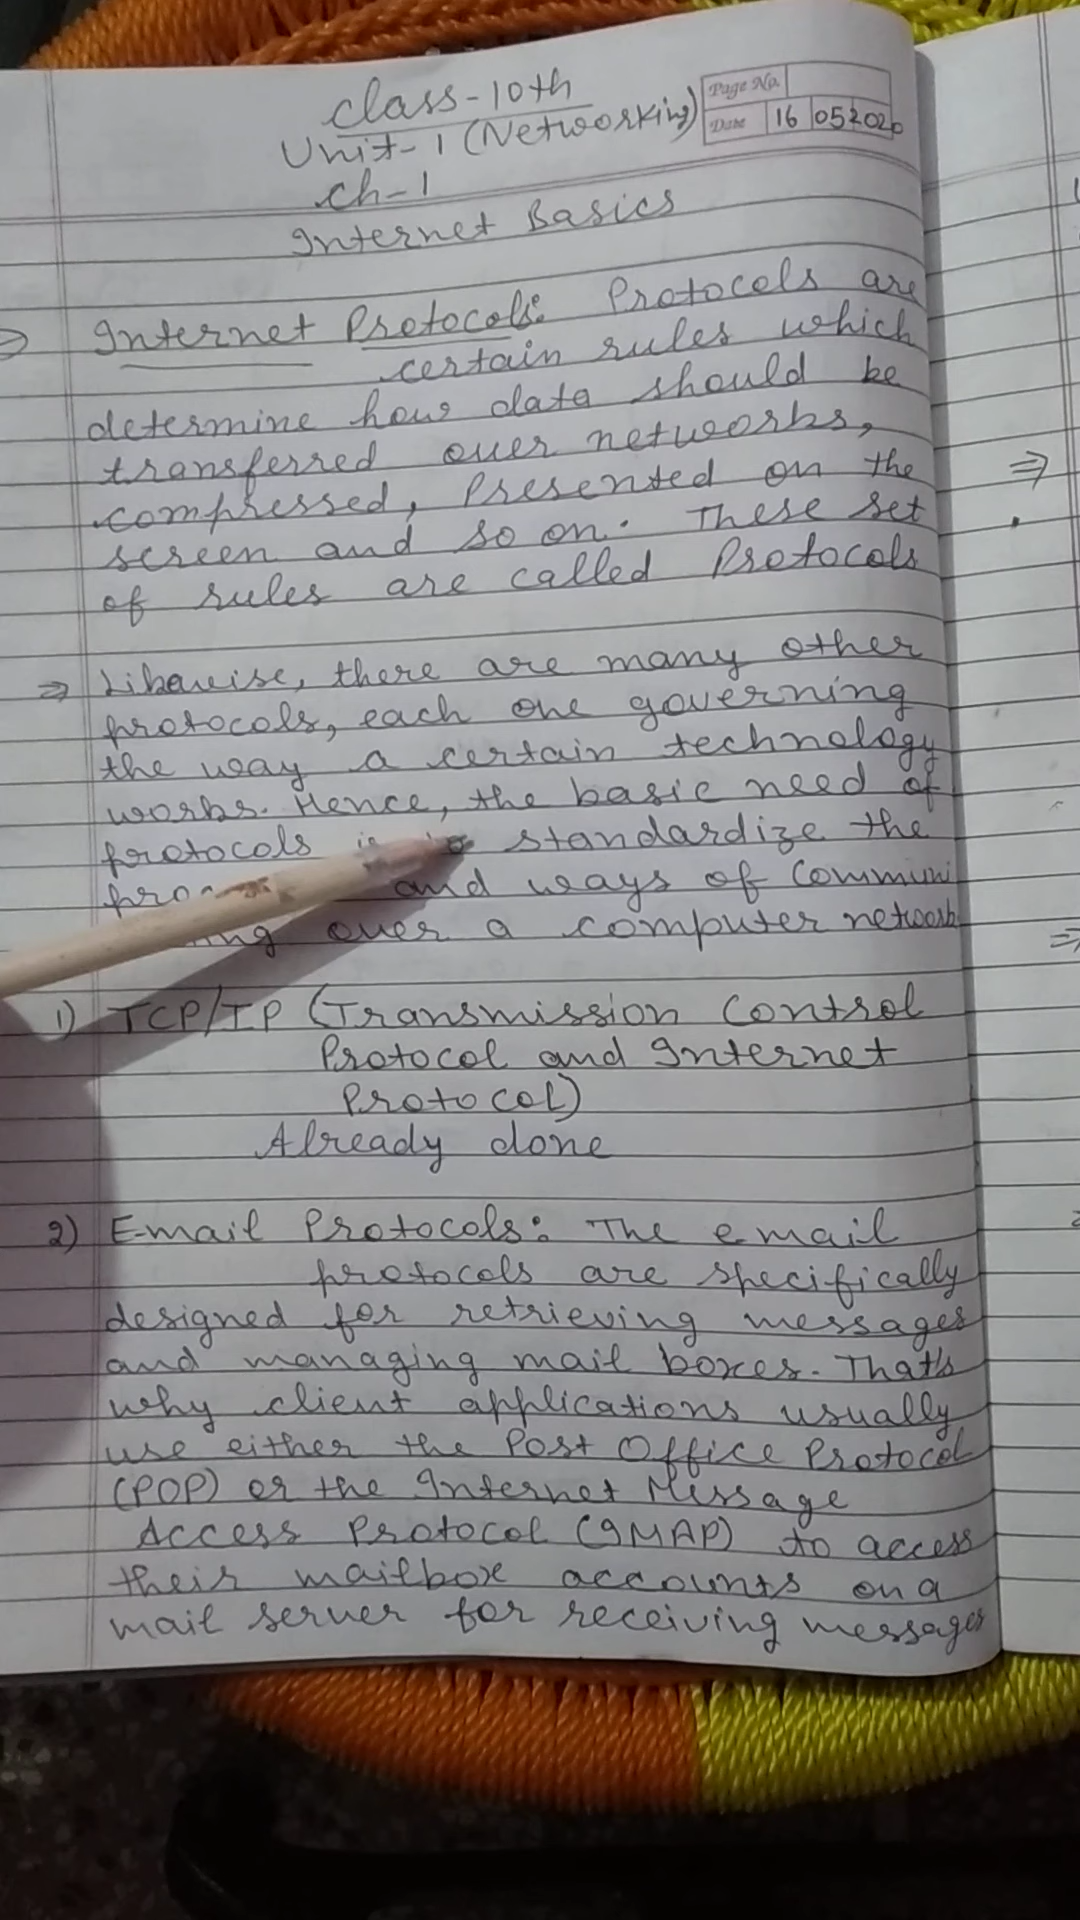 class-10th
Page No.
Unit-1 (Networking)
Date 16 05 2020
ch-1
Internet Basics
⇒ Internet Protocol: Protocols are
certain rules which
determine how data should be
transferred over networks,
compressed, Presented on the
screen and so on. These set
of rules are called Protocols
⇒ Likewise, there are many other
protocols, each one governing
the way a certain technology
works. Hence, the basic need of
protocols standardize the
and ways of Communi
over a computer network
1) TCP/IP (Transmission Control
Protocol and Internet
Protocol)
Already done
2) E-mail Protocols: The e-mail
protocols are specifically
designed for retrieving messages
and managing mail boxes. That's
why client applications usually
use either the Post Office Protocol
(POP) or the Internet Message
Access Protocol (IMAP) to access
their mailbox accounts on a
mail server for receiving messages